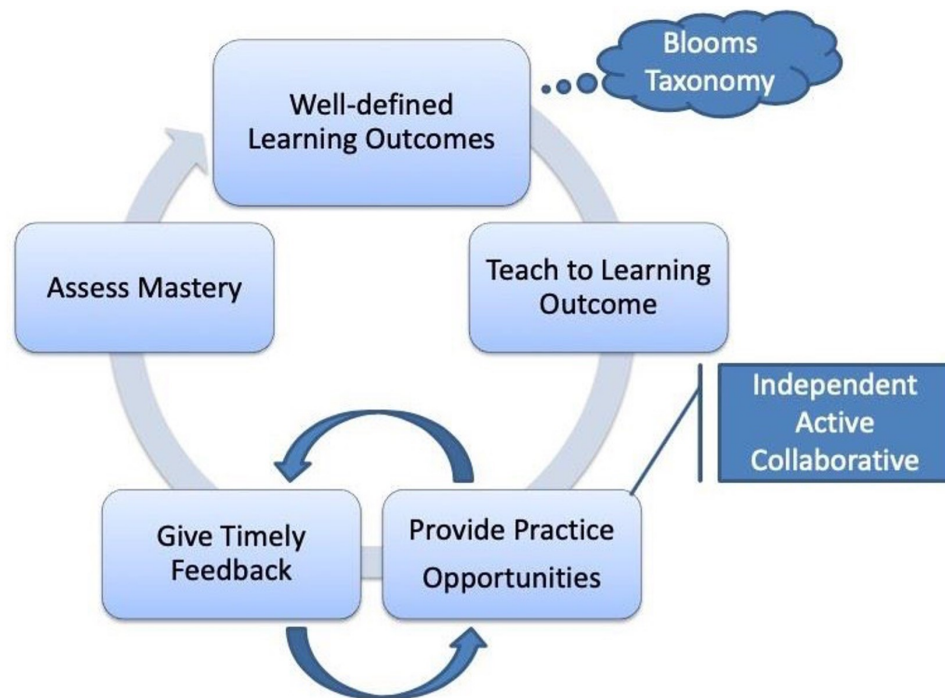 Blooms
Taxonomy
Well-defined
Learning Outcomes
Teach to Learning
Outcome
Independent
Active
Collaborative
Provide Practice
Opportunities
Give Timely
Feedback
Assess Mastery